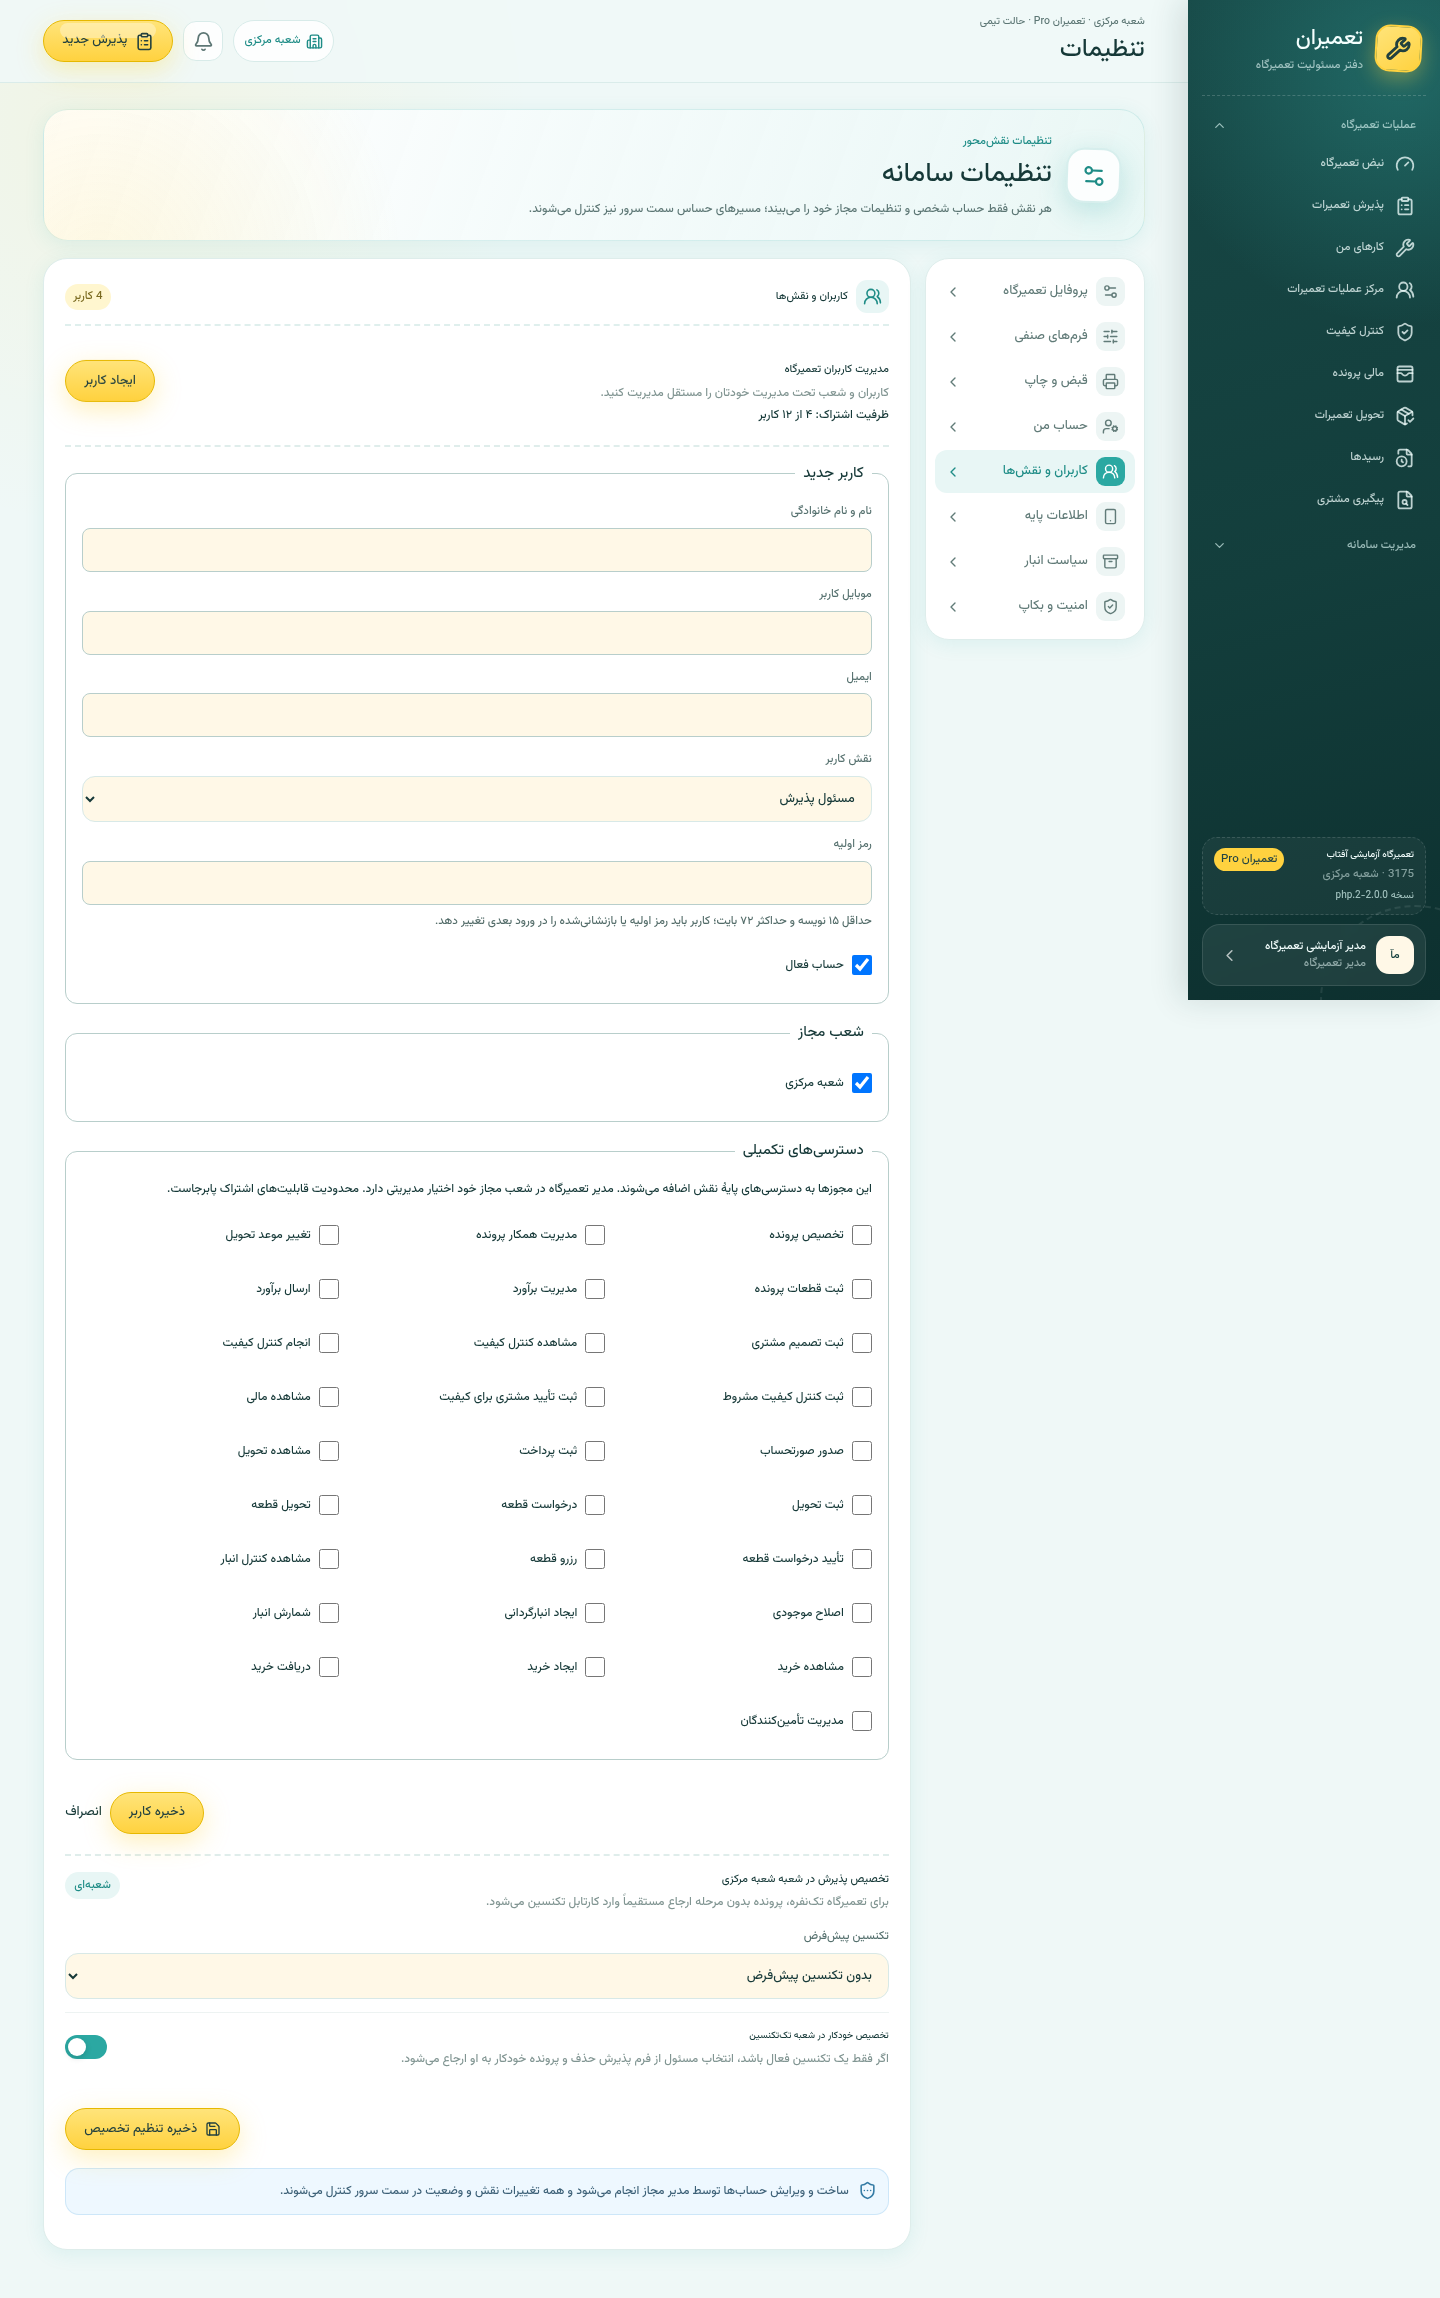 تعمیران
دفتر مسئولیت تعمیرگاه
عملیات تعمیرگاه
نبض تعمیرگاه
پذیرش تعمیرات
کارهای من
مرکز عملیات تعمیرات
کنترل کیفیت
مالی پرونده
تحویل تعمیرات
رسیدها
پیگیری مشتری
مدیریت سامانه
تعمیرگاه آزمایشی آفتاب
تعمیران Pro
3175 · شعبه مرکزی
نسخه php.2-2.0.0
مآ
مدیر آزمایشی تعمیرگاه
مدیر تعمیرگاه
شعبه مرکزی · تعمیران Pro · حالت تیمی
تنظیمات
شعبه مرکزی
پذیرش جدید
تنظیمات نقش‌محور
تنظیمات سامانه
هر نقش فقط حساب شخصی و تنظیمات مجاز خود را می‌بیند؛ مسیرهای حساس سمت سرور نیز کنترل می‌شوند.
پروفایل تعمیرگاه
فرم‌های صنفی
قبض و چاپ
حساب من
کاربران و نقش‌ها
اطلاعات پایه
سیاست انبار
امنیت و بکاپ
کاربران و نقش‌ها
4 کاربر
مدیریت کاربران تعمیرگاه
کاربران و شعب تحت مدیریت خودتان را مستقل مدیریت کنید.
ظرفیت اشتراک: ۴ از ۱۲ کاربر
ایجاد کاربر
کاربر جدید
نام و نام خانوادگی
موبایل کاربر
ایمیل
نقش کاربر
مسئول پذیرش
رمز اولیه
حداقل ۱۵ نویسه و حداکثر ۷۲ بایت؛ کاربر باید رمز اولیه یا بازنشانی‌شده را در ورود بعدی تغییر دهد.
حساب فعال
شعب مجاز
شعبه مرکزی
دسترسی‌های تکمیلی
این مجوزها به دسترسی‌های پایهٔ نقش اضافه می‌شوند. مدیر تعمیرگاه در شعب مجاز خود اختیار مدیریتی دارد. محدودیت قابلیت‌های اشتراک پابرجاست.
تخصیص پرونده
مدیریت همکار پرونده
تغییر موعد تحویل
ثبت قطعات پرونده
مدیریت برآورد
ارسال برآورد
ثبت تصمیم مشتری
مشاهده کنترل کیفیت
انجام کنترل کیفیت
ثبت کنترل کیفیت مشروط
ثبت تأیید مشتری برای کیفیت
مشاهده مالی
صدور صورتحساب
ثبت پرداخت
مشاهده تحویل
ثبت تحویل
درخواست قطعه
تحویل قطعه
تأیید درخواست قطعه
رزرو قطعه
مشاهده کنترل انبار
اصلاح موجودی
ایجاد انبارگردانی
شمارش انبار
مشاهده خرید
ایجاد خرید
دریافت خرید
مدیریت تأمین‌کنندگان
ذخیره کاربر
انصراف
تخصیص پذیرش در شعبه شعبه مرکزی
شعبه‌ای
برای تعمیرگاه تک‌نفره، پرونده بدون مرحله ارجاع مستقیماً وارد کارتابل تکنسین می‌شود.
تکنسین پیش‌فرض
بدون تکنسین پیش‌فرض
تخصیص خودکار در شعبه تک‌تکنسین
اگر فقط یک تکنسین فعال باشد، انتخاب مسئول از فرم پذیرش حذف و پرونده خودکار به او ارجاع می‌شود.
ذخیره تنظیم تخصیص
ساخت و ویرایش حساب‌ها توسط مدیر مجاز انجام می‌شود و همه تغییرات نقش و وضعیت در سمت سرور کنترل می‌شوند.